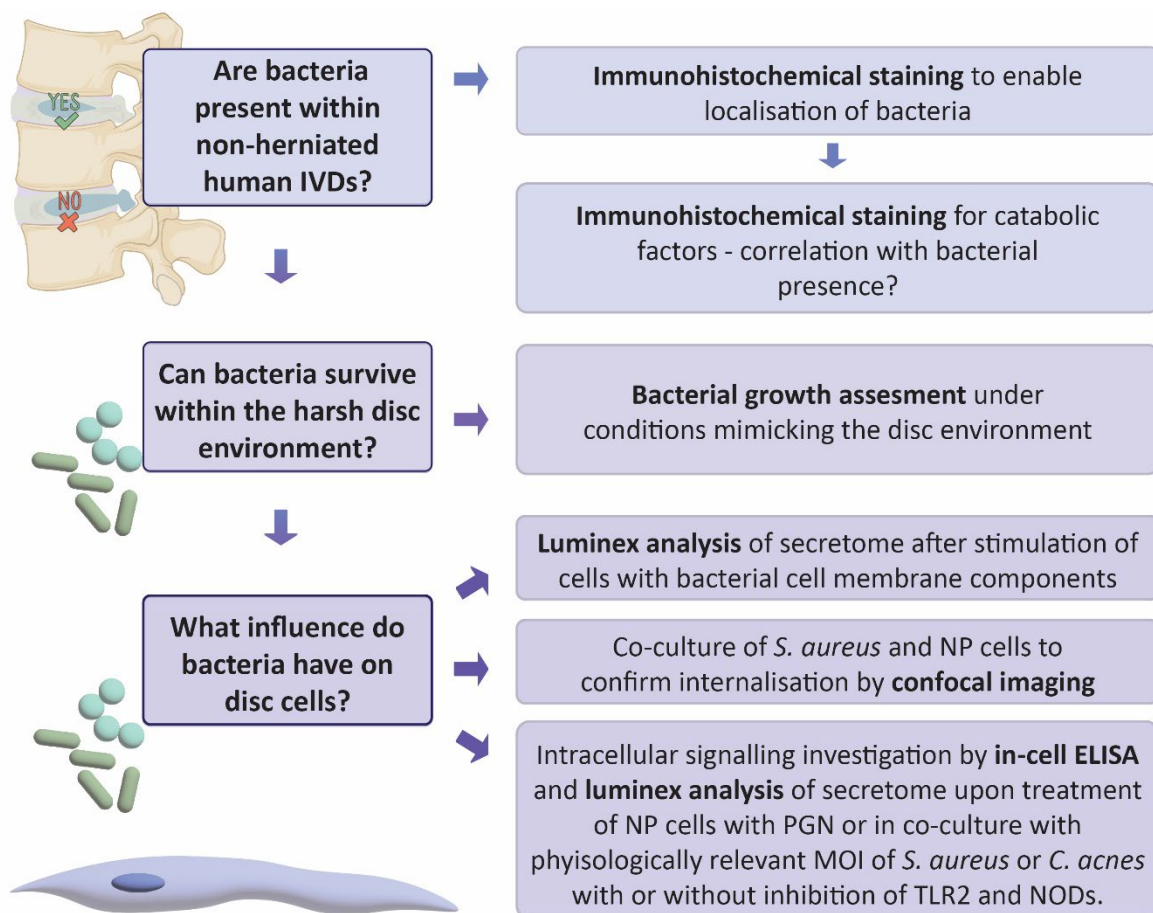 YES
NO
Are bacteria
present within
non-herniated
human IVDs?
Immunohistochemical staining to enable
localisation of bacteria
Immunohistochemical staining for catabolic
factors - correlation with bacterial
presence?
Can bacteria survive
within the harsh disc
environment?
Bacterial growth assesment under
conditions mimicking the disc environment
What influence do
bacteria have on
disc cells?
Luminex analysis of secretome after stimulation of
cells with bacterial cell membrane components
Co-culture of S. aureus and NP cells to
confirm internalisation by confocal imaging
Intracellular signalling investigation by in-cell ELISA
and luminex analysis of secretome upon treatment
of NP cells with PGN or in co-culture with
phyisologically relevant MOI of S. aureus or C. acnes
with or without inhibition of TLR2 and NODs.